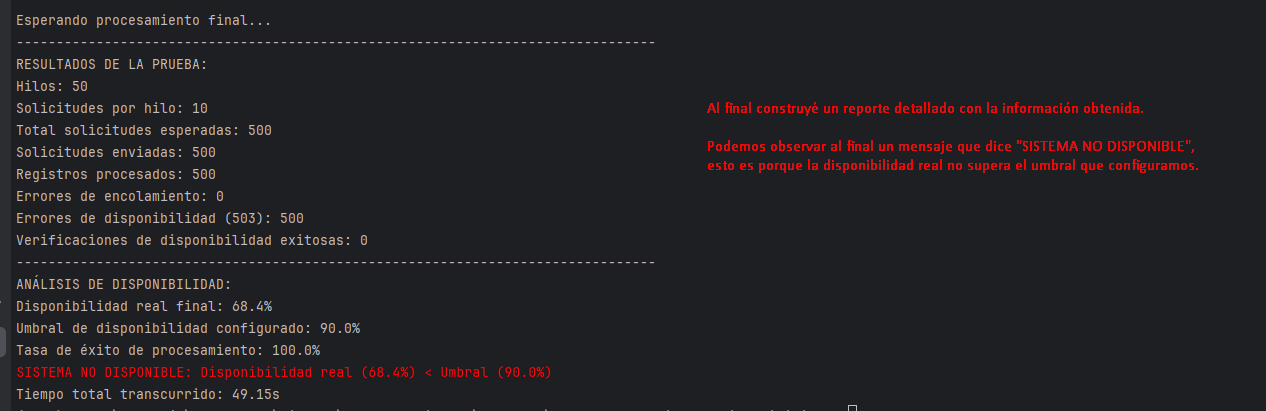 Esperando procesamiento final...
--------------------------------------------------------------------------------
RESULTADOS DE LA PRUEBA:
Hilos: 50
Solicitudes por hilo: 10
Total solicitudes esperadas: 500
Solicitudes enviadas: 500
Registros procesados: 500
Errores de encolamiento: 0
Errores de disponibilidad (503): 500
Verificaciones de disponibilidad exitosas: 0
--------------------------------------------------------------------------------
ANÁLISIS DE DISPONIBILIDAD:
Disponibilidad real final: 68.4%
Umbral de disponibilidad configurado: 90.0%
Tasa de éxito de procesamiento: 100.0%
SISTEMA NO DISPONIBLE: Disponibilidad real (68.4%) < Umbral (90.0%)
Tiempo total transcurrido: 49.15s
Al final construyé un reporte detallado con la información obtenida.
Podemos observar al final un mensaje que dice "SISTEMA NO DISPONIBLE",
esto es porque la disponibilidad real no supera el umbral que configuramos.